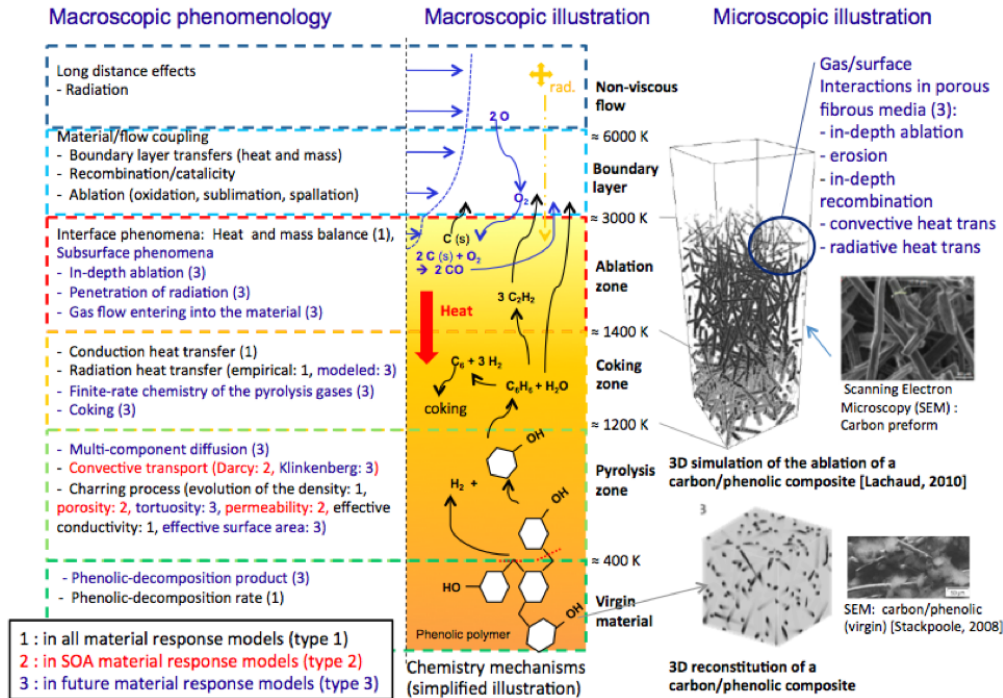 Macroscopic phenomenology
Macroscopic illustration
Microscopic illustration
Long distance effects
- Radiation
Material/flow coupling
- Boundary layer transfers (heat and mass)
- Recombination/catalicity
- Ablation (oxidation, sublimation, spallation)
Interface phenomena: Heat and mass balance (1),
Subsurface phenomena
- In-depth ablation (3)
- Penetration of radiation (3)
- Gas flow entering into the material (3)
- Conduction heat transfer (1)
- Radiation heat transfer (empirical: 1, modeled: 3)
- Finite-rate chemistry of the pyrolysis gases (3)
- Coking (3)
- Multi-component diffusion (3)
- Convective transport (Darcy: 2, Klinkenberg: 3)
- Charring process (evolution of the density: 1,
porosity: 2, tortuosity: 3, permeability: 2, effective
conductivity: 1, effective surface area: 3)
- Phenolic-decomposition product (3)
- Phenolic-decomposition rate (1)
1 : in all material response models (type 1)
2 : in SOA material response models (type 2)
3 : in future material response models (type 3)
rad.
2 O
O₂
C (s)
2 C (s) + O₂
→ 2 CO
3 C₂H₂
Heat
C₆ + 3 H₂
C₆H₆ + H₂O
coking
OH
H₂ +
OH
HO
OH
Phenolic polymer
Chemistry mechanisms
(simplified illustration)
Non-viscous
flow
≈ 6000 K
Boundary
layer
≈ 3000 K
Ablation
zone
≈ 1400 K
Coking
zone
≈ 1200 K
Pyrolysis
zone
≈ 400 K
Virgin
material
Gas/surface
Interactions in porous
fibrous media (3):
- in-depth ablation
- erosion
- in-depth
recombination
- convective heat trans
- radiative heat trans
Scanning Electron
Microscopy (SEM) :
Carbon preform
3D simulation of the ablation of a
carbon/phenolic composite [Lachaud, 2010]
3
SEM: carbon/phenolic
(virgin) [Stackpoole, 2008]
3D reconstitution of a
carbon/phenolic composite